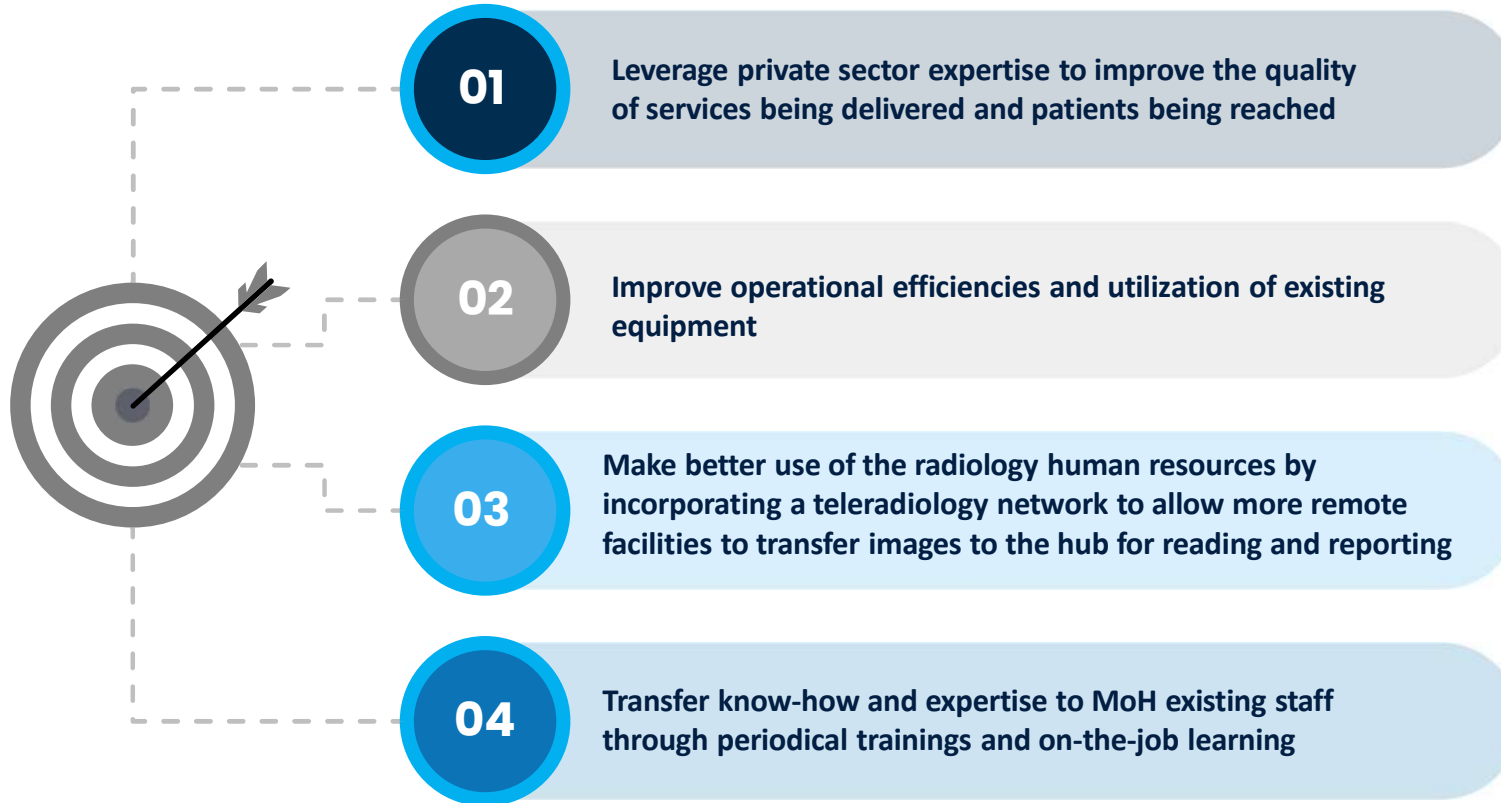 01
Leverage private sector expertise to improve the quality
of services being delivered and patients being reached
02
Improve operational efficiencies and utilization of existing
equipment
03
Make better use of the radiology human resources by
incorporating a teleradiology network to allow more remote
facilities to transfer images to the hub for reading and reporting
04
Transfer know-how and expertise to MoH existing staff
through periodical trainings and on-the-job learning